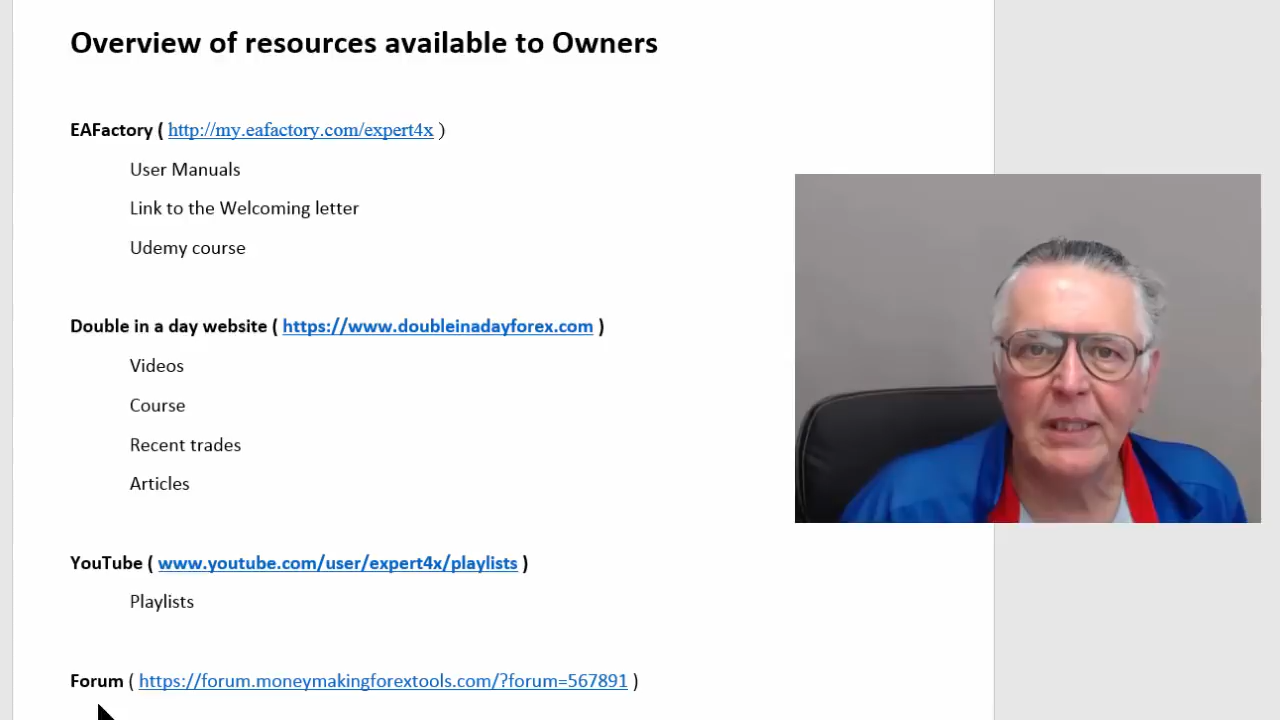 Overview of resources available to Owners
EAFactory ( http://my.eafactory.com/expert4x )
User Manuals
Link to the Welcoming letter
Udemy course
Double in a day website ( https://www.doubleinadayforex.com )
Videos
Course
Recent trades
Articles
YouTube ( www.youtube.com/user/expert4x/playlists )
Playlists
Forum ( https://forum.moneymakingforextools.com/?forum=567891 )